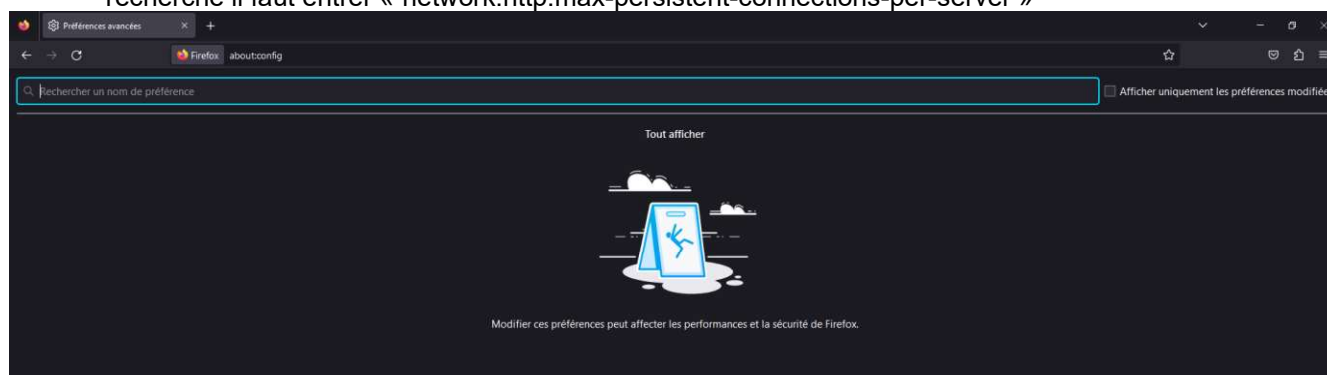 recherche il faut entrer « network.http.max-persistent-connections-per-server »
Préférences avancées
Firefox about:config
Rechercher un nom de préférence
Afficher uniquement les préférences modifiée
Tout afficher
Modifier ces préférences peut affecter les performances et la sécurité de Firefox.